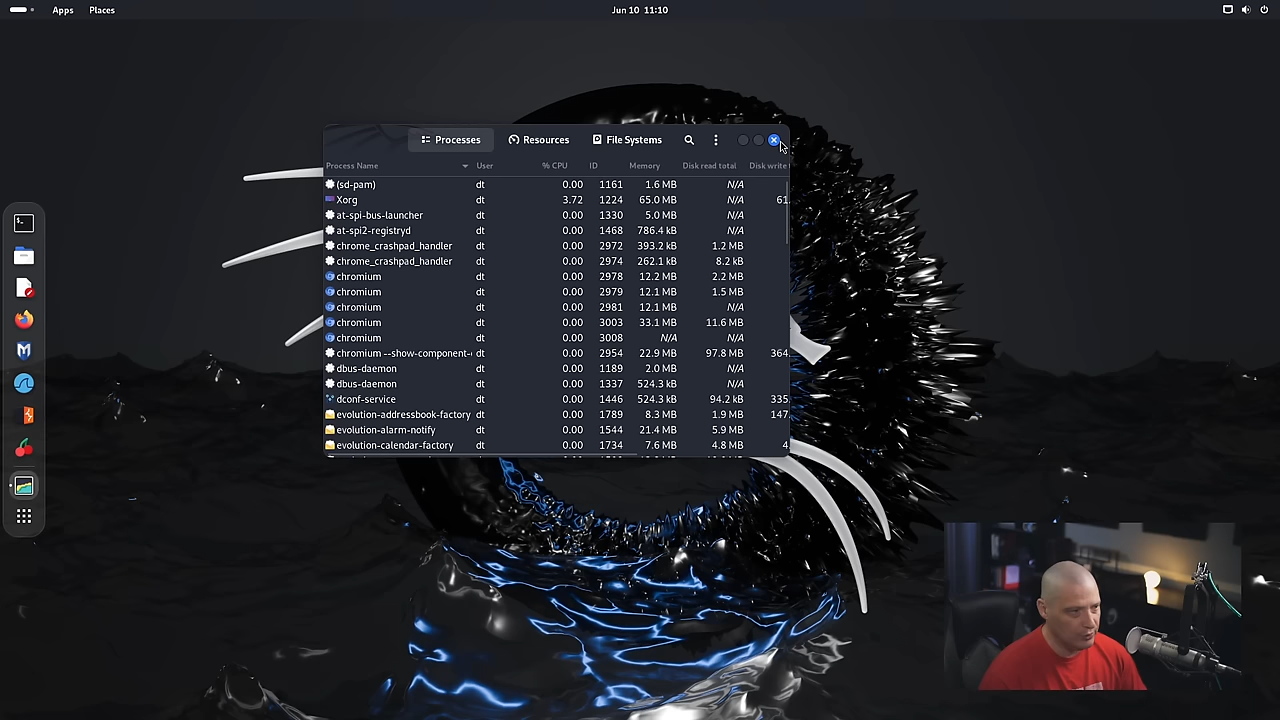 Apps Places Jun 10 11:10
Processes Resources File Systems
Process Name User % CPU ID Memory Disk read total Disk write
(sd-pam) dt 0.00 1161 1.6 MB N/A
Xorg dt 3.72 1224 65.0 MB N/A 61.
at-spi-bus-launcher dt 0.00 1330 5.0 MB N/A
at-spi2-registryd dt 0.00 1468 786.4 kB N/A
chrome_crashpad_handler dt 0.00 2972 393.2 kB 1.2 MB
chrome_crashpad_handler dt 0.00 2974 262.1 kB 8.2 kB
chromium dt 0.00 2978 12.2 MB 2.2 MB
chromium dt 0.00 2979 12.1 MB 1.5 MB
chromium dt 0.00 2981 12.1 MB N/A
chromium dt 0.00 3003 33.1 MB 11.6 MB
chromium dt 0.00 3008 N/A N/A
chromium --show-component- dt 0.00 2954 22.9 MB 97.8 MB 364.
dbus-daemon dt 0.00 1189 2.0 MB N/A
dbus-daemon dt 0.00 1337 524.3 kB N/A
dconf-service dt 0.00 1446 524.3 kB 94.2 kB 335.
evolution-addressbook-factory dt 0.00 1789 8.3 MB 1.9 MB 147.
evolution-alarm-notify dt 0.00 1544 21.4 MB 5.9 MB
evolution-calendar-factory dt 0.00 1734 7.6 MB 4.8 MB 4.